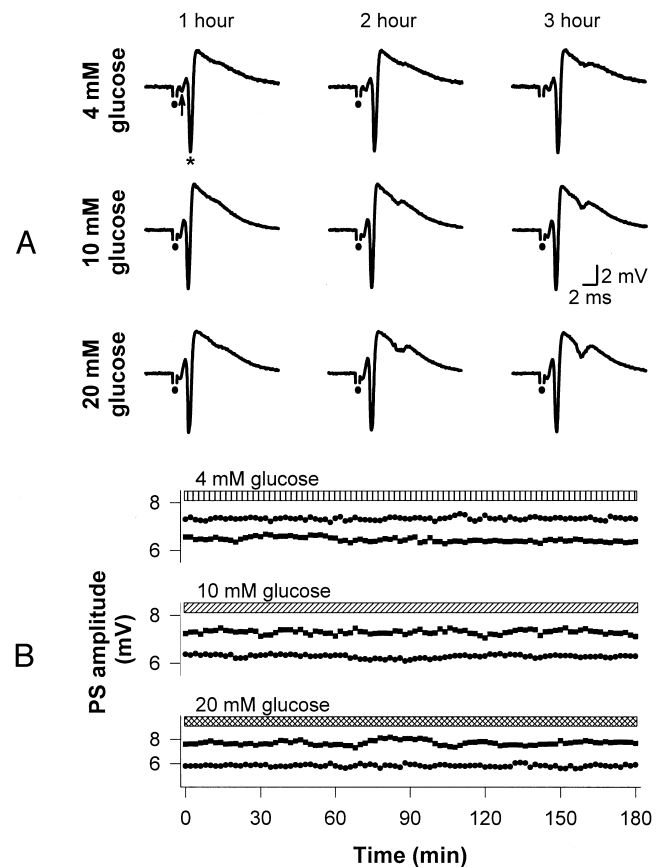 1 hour 2 hour 3 hour
4 mM
glucose
*
A
10 mM
glucose
2 mV
2 ms
20 mM
glucose
B
PS amplitude
(mV)
4 mM glucose
8
6
10 mM glucose
8
6
20 mM glucose
8
6
0 30 60 90 120 150 180
Time (min)